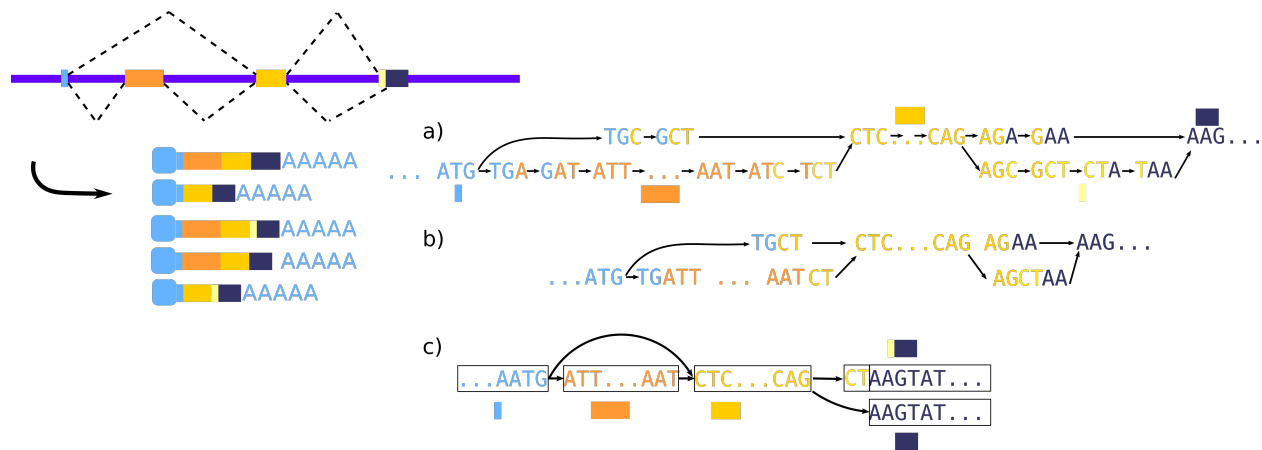 AAAAA
AAAAA
AAAAA
AAAAA
AAAAA
a) TGC GCT CTC ... CAG AGA GAA AAG...
... ATG TGA GAT ATT ... AAT ATC TCT AGC GCT CTA TAA
b) TGCT CTC...CAG AGAA AAG...
...ATG TGATT ... AATCT AGCTAA
c)
...AATG ATT...AAT CTC...CAG CTAAGTAT...
AAGTAT...